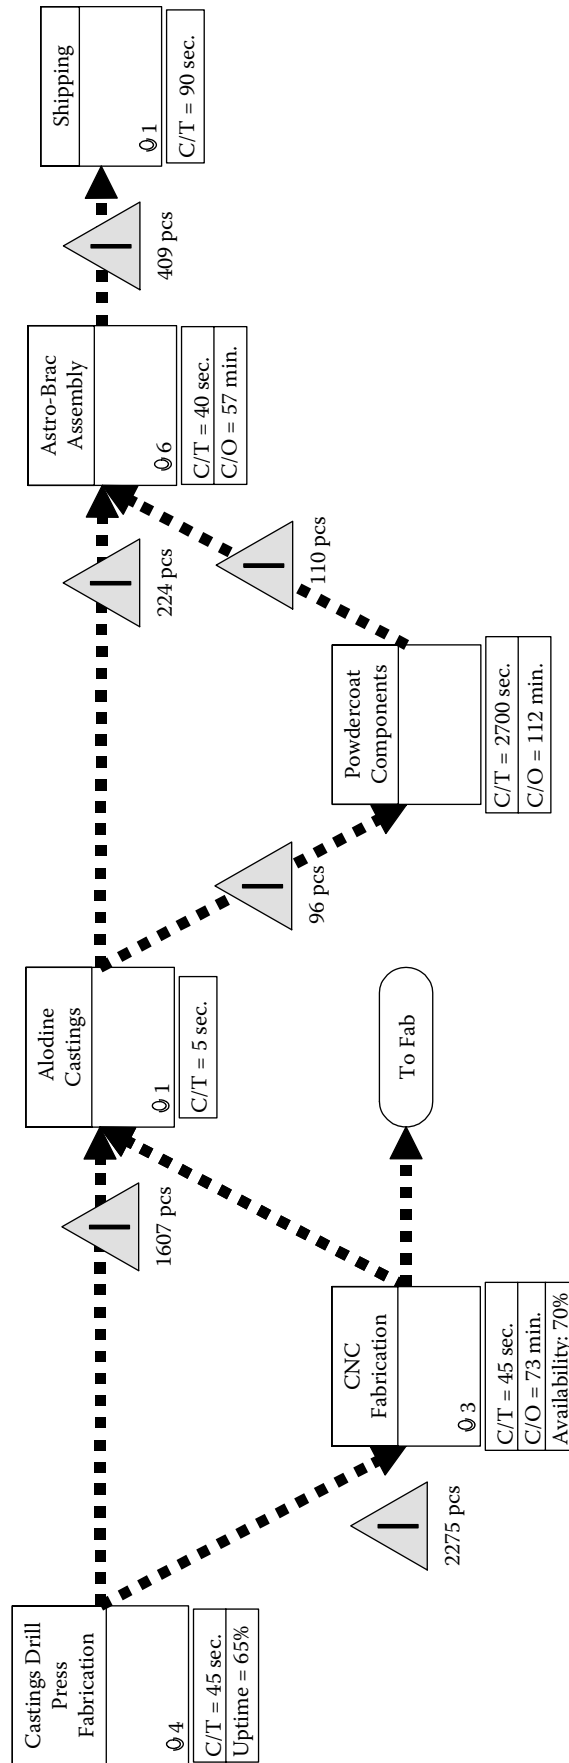 Castings Drill
Press
Fabrication
4
C/T = 45 sec.
Uptime = 65%
2275 pcs
CNC
Fabrication
3
C/T = 45 sec.
C/O = 73 min.
Availability: 70%
1607 pcs
To Fab
Alodine
Castings
1
C/T = 5 sec.
96 pcs
Powdercoat
Components
C/T = 2700 sec.
C/O = 112 min.
224 pcs
110 pcs
Astro-Brac
Assembly
6
C/T = 40 sec.
C/O = 57 min.
409 pcs
Shipping
1
C/T = 90 sec.